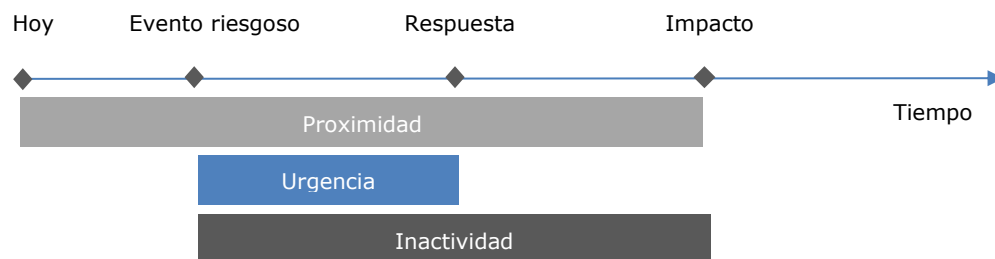 Hoy Evento riesgoso Respuesta Impacto
Tiempo
Proximidad
Urgencia
Inactividad